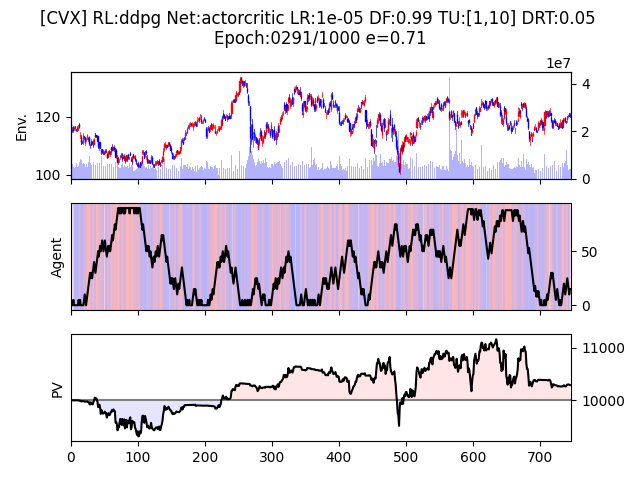 [CVX] RL:ddpg Net:actorcritic LR:1e-05 DF:0.99 TU:[1,10] DRT:0.05
Epoch:0291/1000 e=0.71
1e7
Env.
120
100
4
2
0
Agent
50
0
PV
11000
10000
0 100 200 300 400 500 600 700